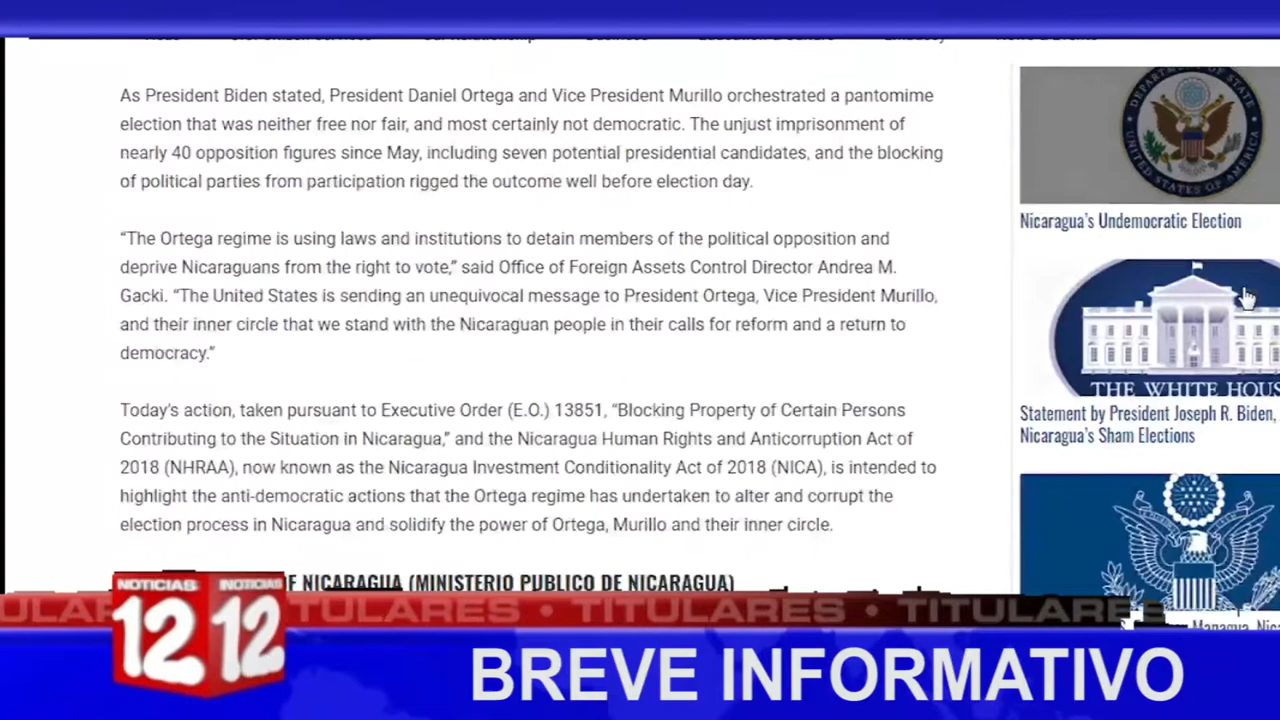 As President Biden stated, President Daniel Ortega and Vice President Murillo orchestrated a pantomime
election that was neither free nor fair, and most certainly not democratic. The unjust imprisonment of
nearly 40 opposition figures since May, including seven potential presidential candidates, and the blocking
of political parties from participation rigged the outcome well before election day.
“The Ortega regime is using laws and institutions to detain members of the political opposition and
deprive Nicaraguans from the right to vote,” said Office of Foreign Assets Control Director Andrea M.
Gacki. “The United States is sending an unequivocal message to President Ortega, Vice President Murillo,
and their inner circle that we stand with the Nicaraguan people in their calls for reform and a return to
democracy.”
Today’s action, taken pursuant to Executive Order (E.O.) 13851, “Blocking Property of Certain Persons
Contributing to the Situation in Nicaragua,” and the Nicaragua Human Rights and Anticorruption Act of
2018 (NHRAA), now known as the Nicaragua Investment Conditionality Act of 2018 (NICA), is intended to
highlight the anti-democratic actions that the Ortega regime has undertaken to alter and corrupt the
election process in Nicaragua and solidify the power of Ortega, Murillo and their inner circle.
NICARAGUA (MINISTERIO PUBLICO DE NICARAGUA)
DEPARTMENT OF STATE
UNITED STATES OF AMERICA
Nicaragua’s Undemocratic Election
THE WHITE HOUS
Statement by President Joseph R. Biden,
Nicaragua’s Sham Elections
Managua, Nica
NOTICIAS NOTICIAS
12 12
TITULARES • TITULARES • TITULARES
BREVE INFORMATIVO